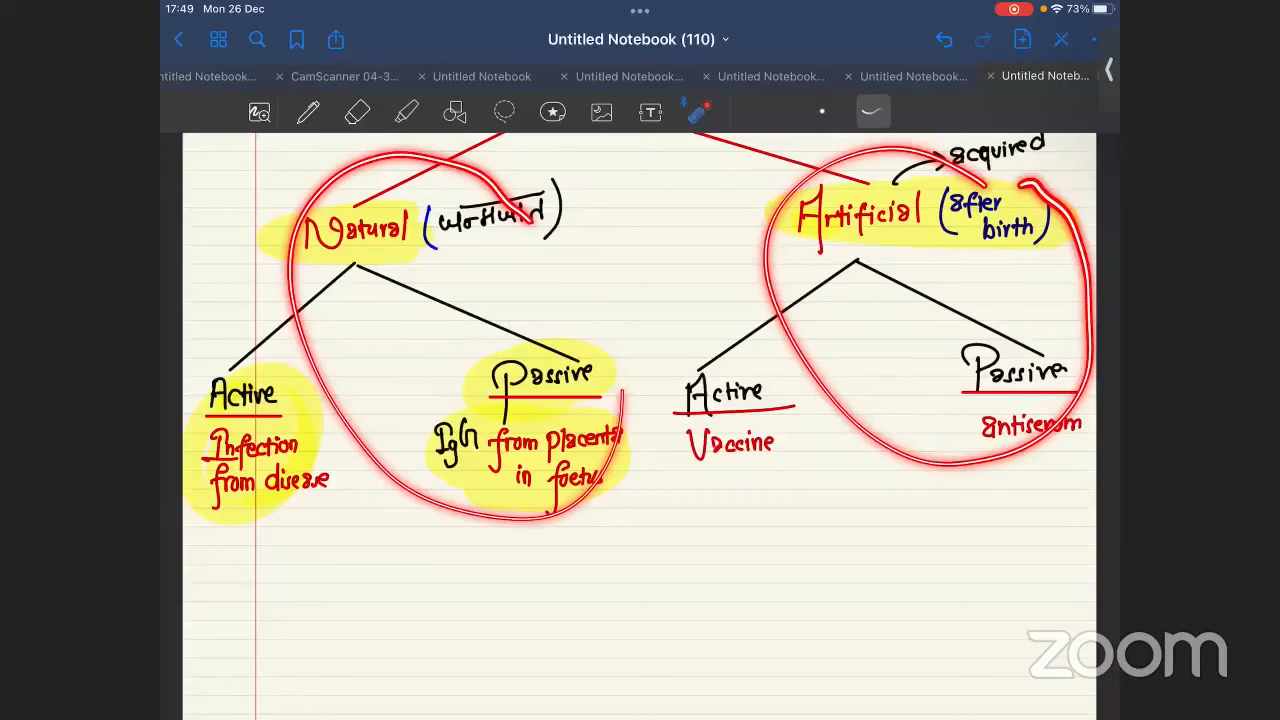 17:49 Mon 26 Dec
73%
Untitled Notebook (110)
ntitled Notebook...
CamScanner 04-3...
Untitled Notebook
Untitled Notebook...
Untitled Notebook...
Untitled Notebook...
Untitled Noteb...
acquired
Natural
Artificial (after
birth)
Active
Infection
from disease
Passive
IgG from placenta
in foetus
Active
Vaccine
Passive
antiserum
zoom